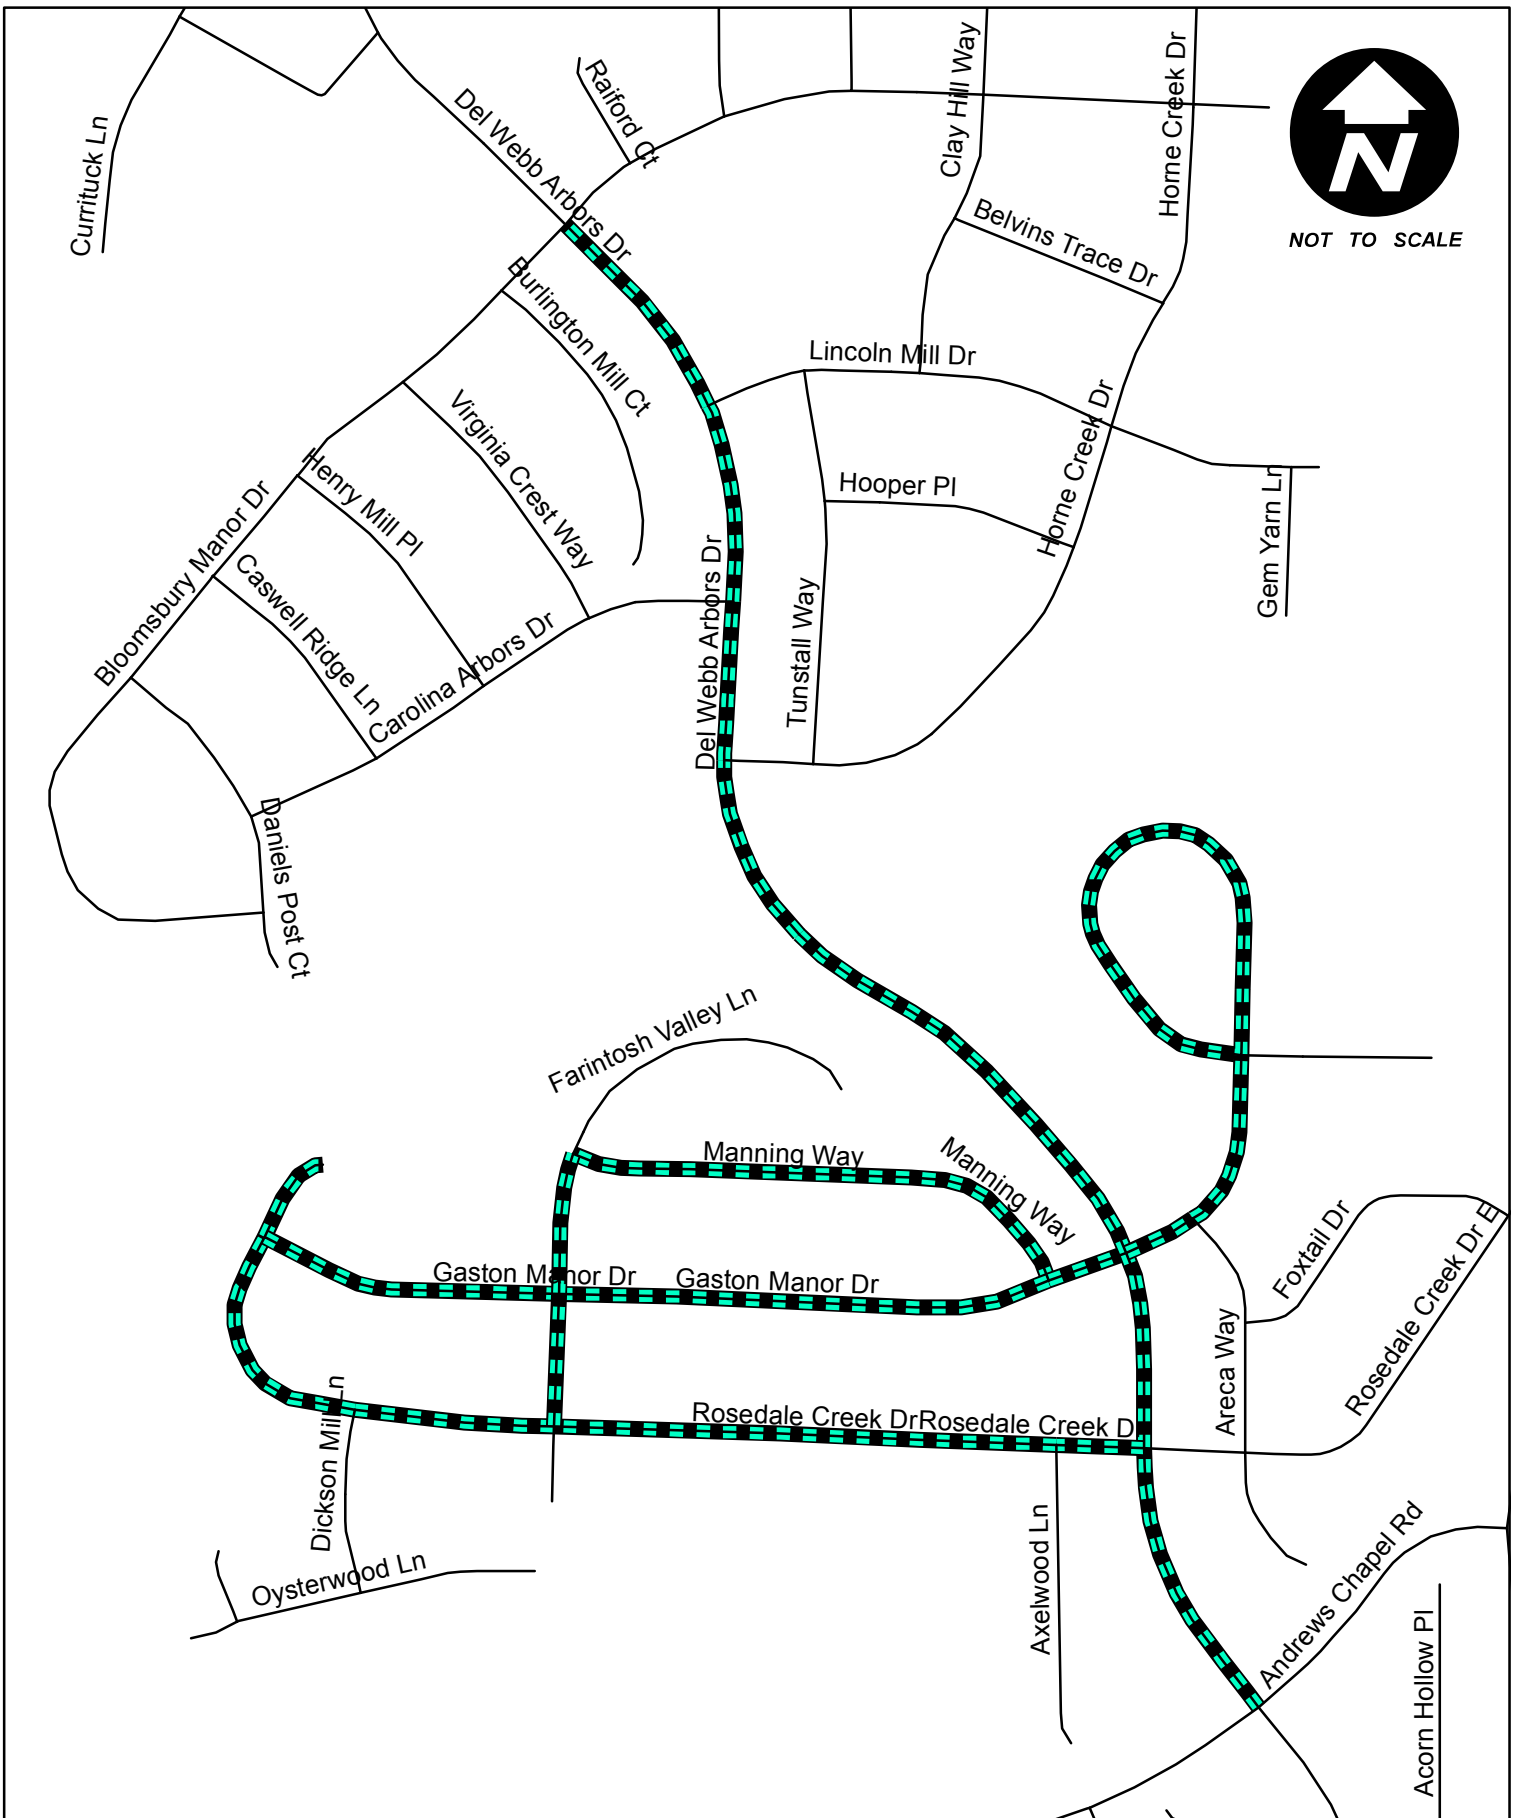 Raiford Ct
Clay Hill Way
Horne Creek Dr
Del Webb Arbors Dr
Currituck Ln
N
NOT TO SCALE
Belvins Trace Dr
Burlington Mill Ct
Lincoln Mill Dr
Virginia Crest Way
Horne Creek Dr
Henry Mill Pl
Hooper Pl
Gem Yarn Ln
Bloomsbury Manor Dr
Caswell Ridge Ln
Carolina Arbors Dr
Del Webb Arbors Dr
Tunstall Way
Daniels Post Ct
Farintosh Valley Ln
Manning Way
Manning Way
Foxtail Dr
Rosedale Creek Dr E
Gaston Manor Dr
Gaston Manor Dr
Areca Way
Dickson Mill Ln
Rosedale Creek Dr
Rosedale Creek D
Axelwood Ln
Andrews Chapel Rd
Oysterwood Ln
Acorn Hollow Pl